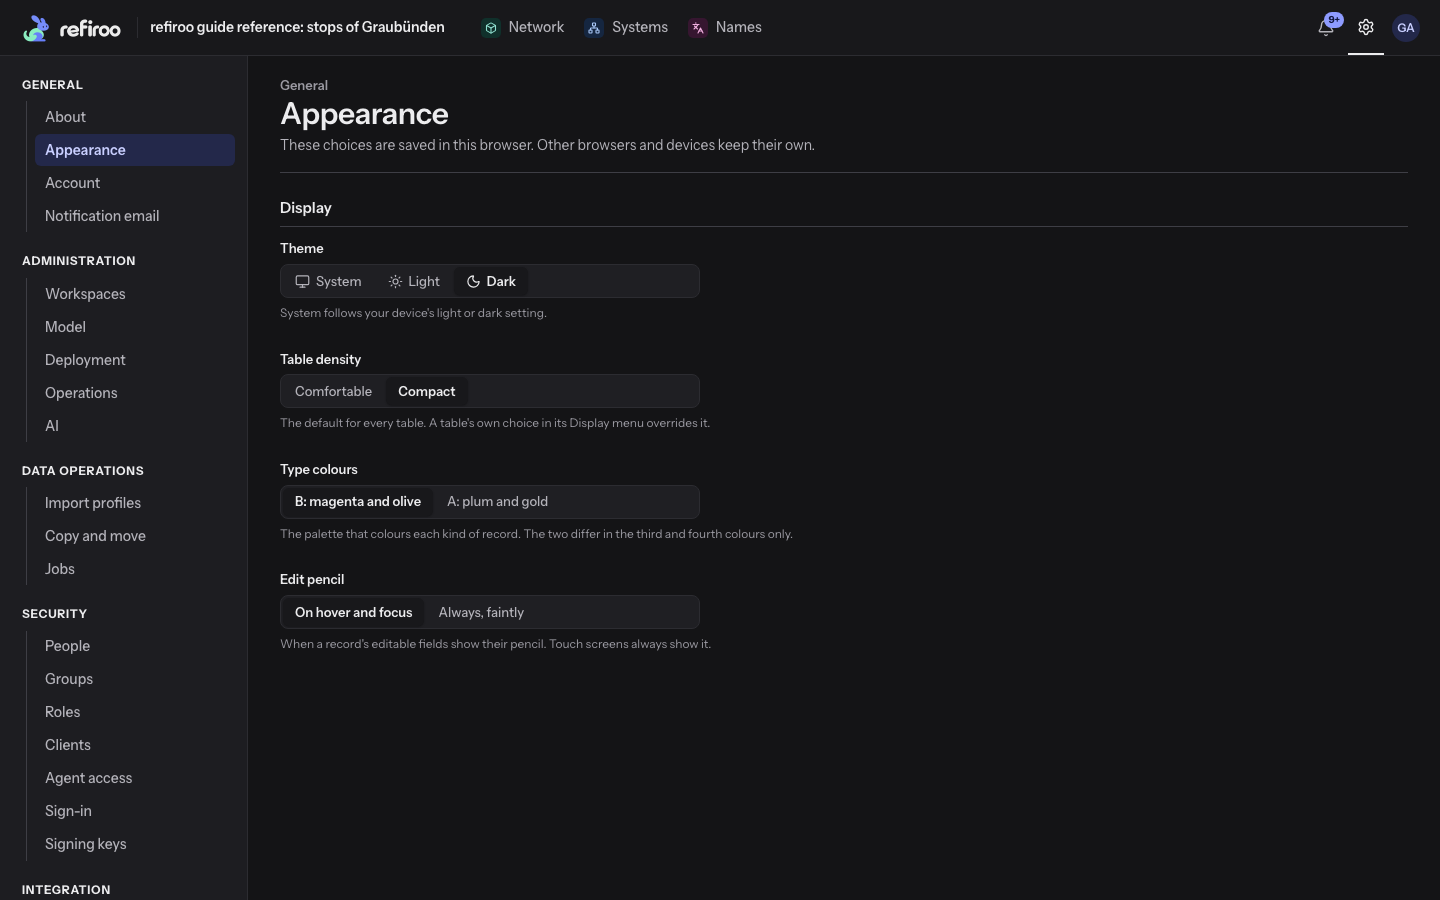 refiroo
refiroo guide reference: stops of Graubünden
Network
Systems
Names
9+
GA
GENERAL
About
Appearance
Account
Notification email
ADMINISTRATION
Workspaces
Model
Deployment
Operations
AI
DATA OPERATIONS
Import profiles
Copy and move
Jobs
SECURITY
People
Groups
Roles
Clients
Agent access
Sign-in
Signing keys
INTEGRATION
General
Appearance
These choices are saved in this browser. Other browsers and devices keep their own.
Display
Theme
System Light Dark
System follows your device's light or dark setting.
Table density
Comfortable Compact
The default for every table. A table's own choice in its Display menu overrides it.
Type colours
B: magenta and olive A: plum and gold
The palette that colours each kind of record. The two differ in the third and fourth colours only.
Edit pencil
On hover and focus Always, faintly
When a record's editable fields show their pencil. Touch screens always show it.